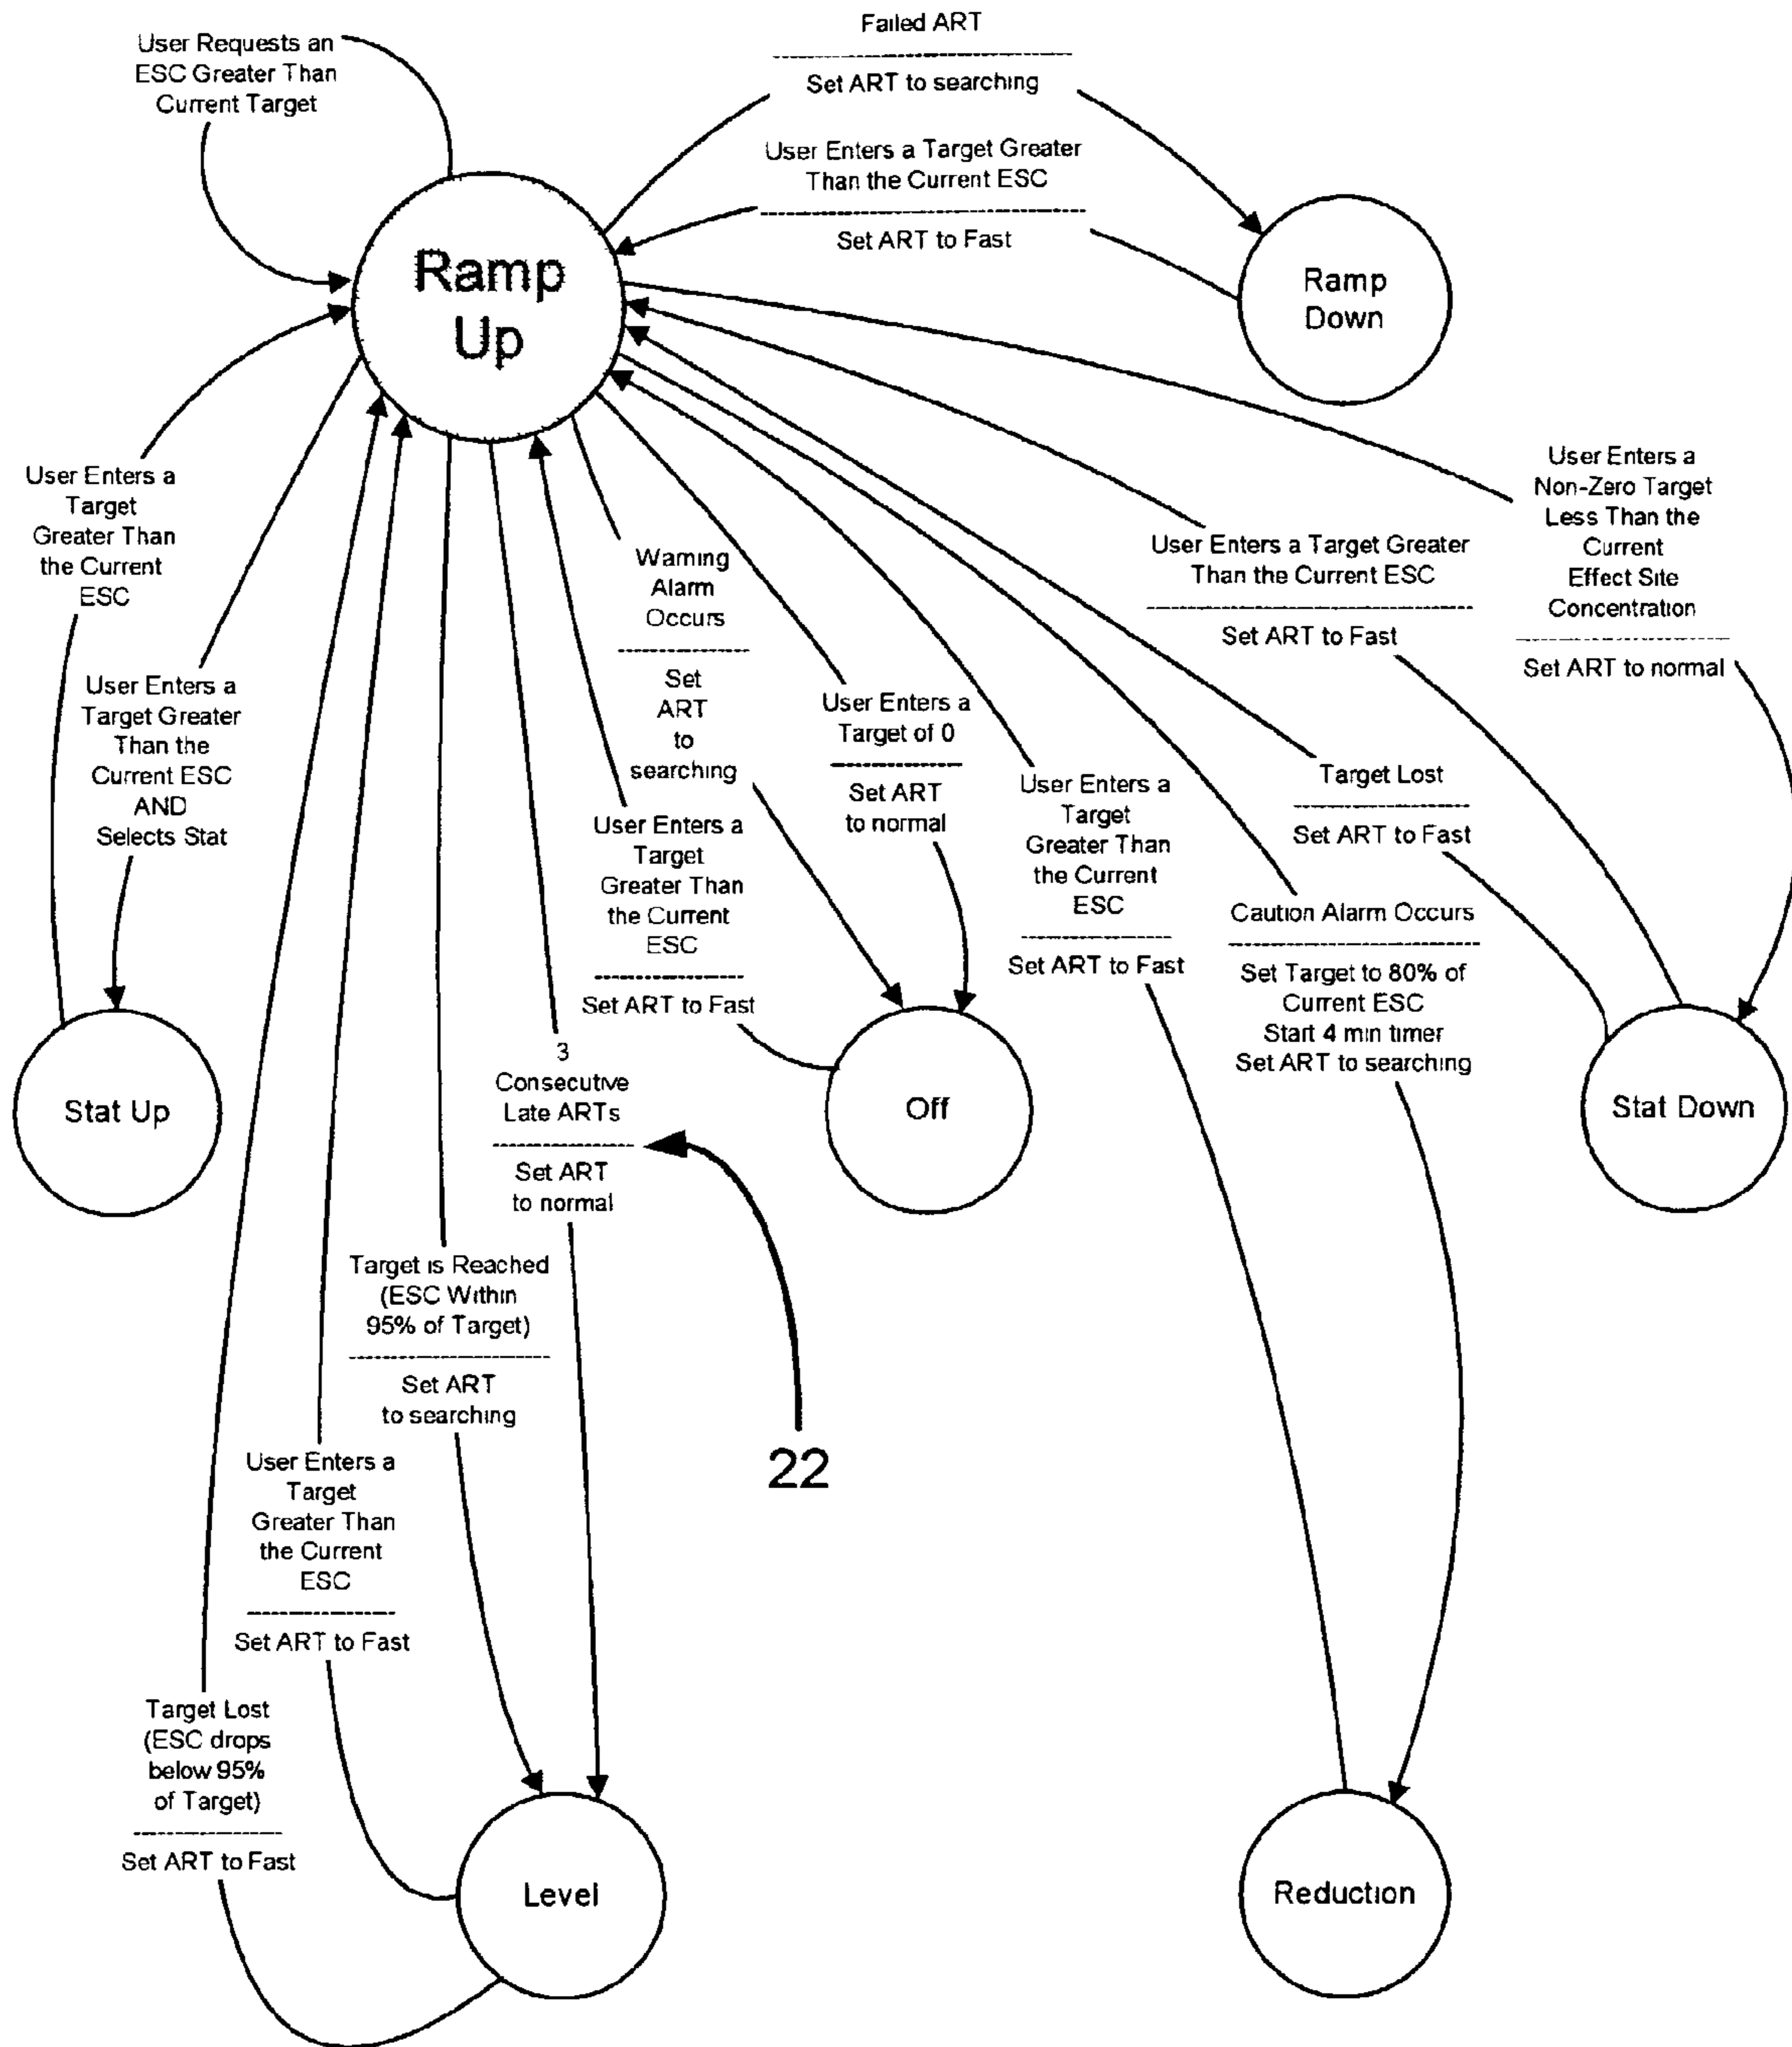 Failed ART
Set ART to searching
User Requests an
ESC Greater Than
Current Target
User Enters a Target Greater
Than the Current ESC
Set ART to Fast
Ramp
Up
Ramp
Down
User Enters a
Target
Greater Than
the Current
ESC
User Enters a
Target Greater
Than the
Current ESC
AND
Selects Stat
Warning
Alarm
Occurs
Set
ART
to
searching
User Enters a
Target of 0
Set ART
to normal
User Enters a Target Greater
Than the Current ESC
Set ART to Fast
User Enters a
Non-Zero Target
Less Than the
Current
Effect Site
Concentration
Set ART to normal
User Enters a
Target
Greater Than
the Current
ESC
Set ART to Fast
User Enters a
Target
Greater Than
the Current
ESC
Set ART to Fast
Target Lost
Set ART to Fast
Caution Alarm Occurs
Set Target to 80% of
Current ESC
Start 4 min timer
Set ART to searching
Stat Up
3
Consecutive
Late ARTs
Set ART
to normal
Off
Stat Down
Target is Reached
(ESC Within
95% of Target)
Set ART
to searching
22
User Enters a
Target
Greater Than
the Current
ESC
Set ART to Fast
Target Lost
(ESC drops
below 95%
of Target)
Set ART to Fast
Level
Reduction